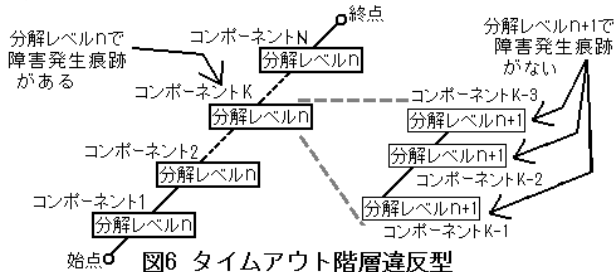 終点
コンポーネントN
分解レベルn
分解レベルnで
障害発生痕跡
がある
コンポーネントK
分解レベルn
分解レベルn+1で
障害発生痕跡
がない
コンポーネントK-3
分解レベルn+1
分解レベルn+1
コンポーネントK-2
分解レベルn+1
コンポーネントK-1
コンポーネント2
分解レベルn
コンポーネント1
分解レベルn
始点
図6 タイムアウト階層違反型